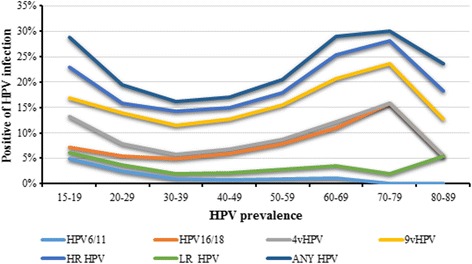 35%
30%
25%
20%
15%
10%
5%
0%
Positive of HPV infection
15-19 20-29 30-39 40-49 50-59 60-69 70-79 80-89
HPV prevalence
HPV6/11 HPV16/18 4vHPV 9vHPV
HR HPV LR HPV ANY HPV